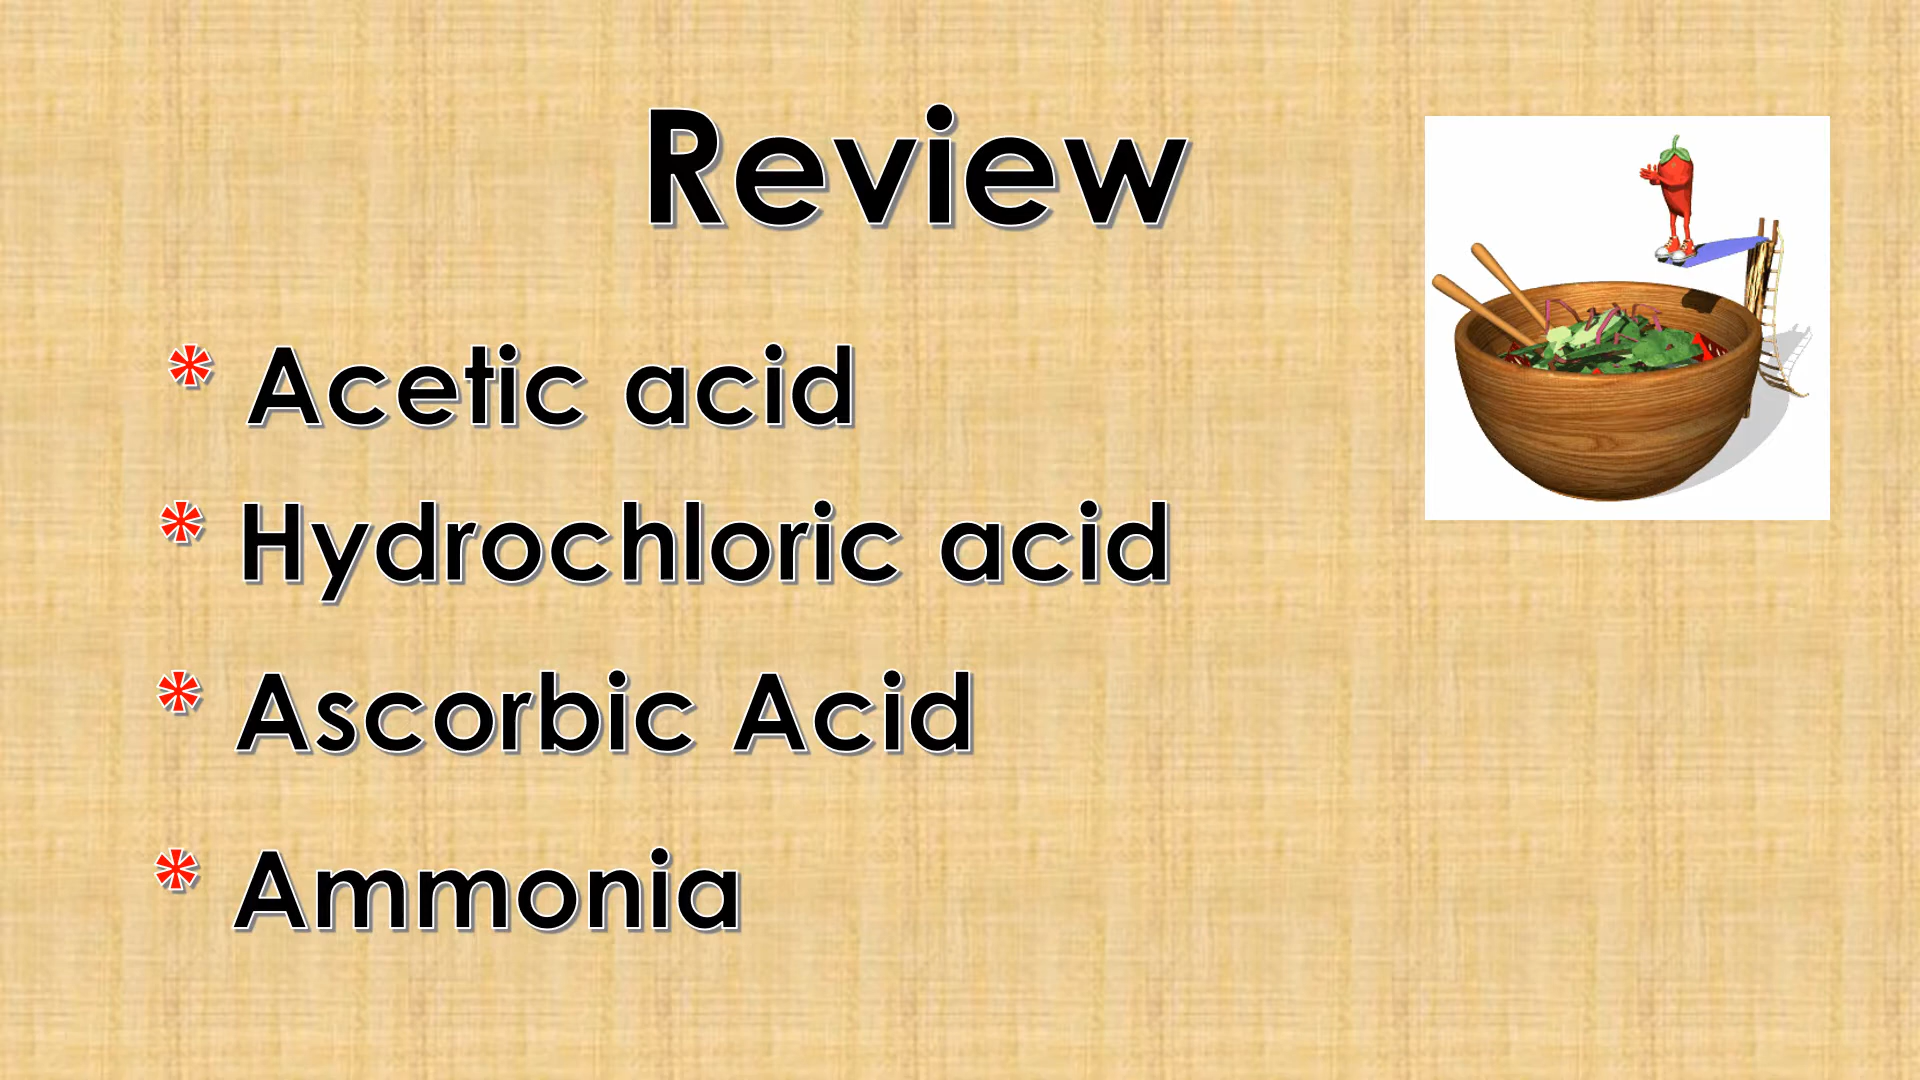 Review
* Acetic acid
* Hydrochloric acid
* Ascorbic Acid
* Ammonia